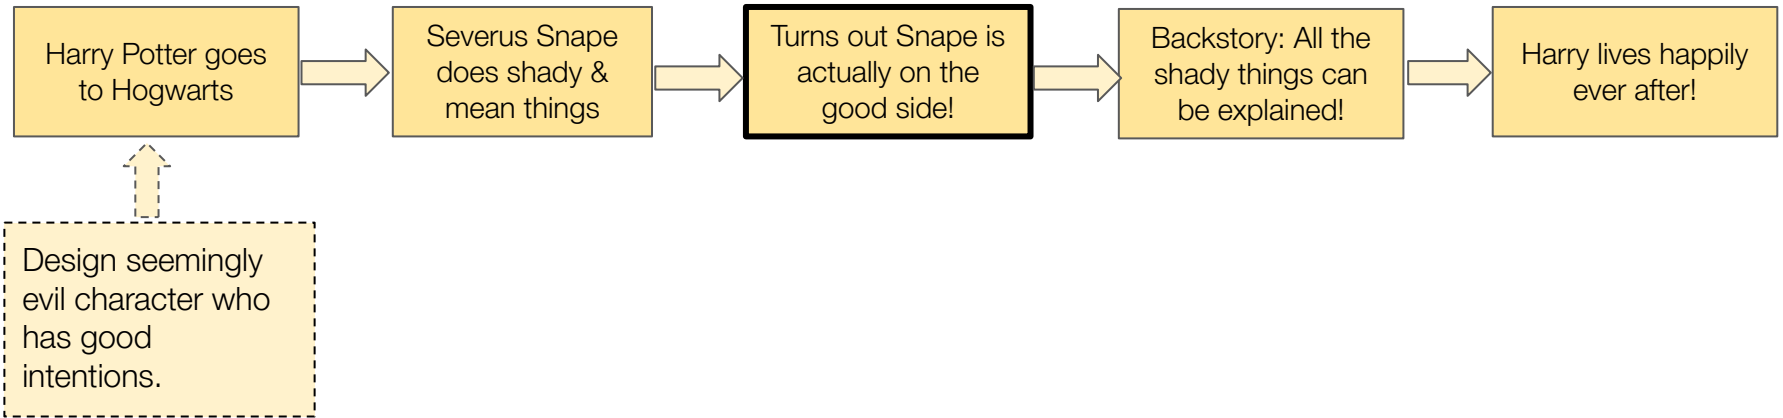 Harry Potter goes
to Hogwarts
Severus Snape
does shady &
mean things
Turns out Snape is
actually on the
good side!
Backstory: All the
shady things can
be explained!
Harry lives happily
ever after!
Design seemingly
evil character who
has good
intentions.